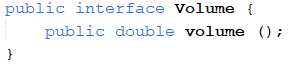 public interface Volume {
    public double volume ();
}